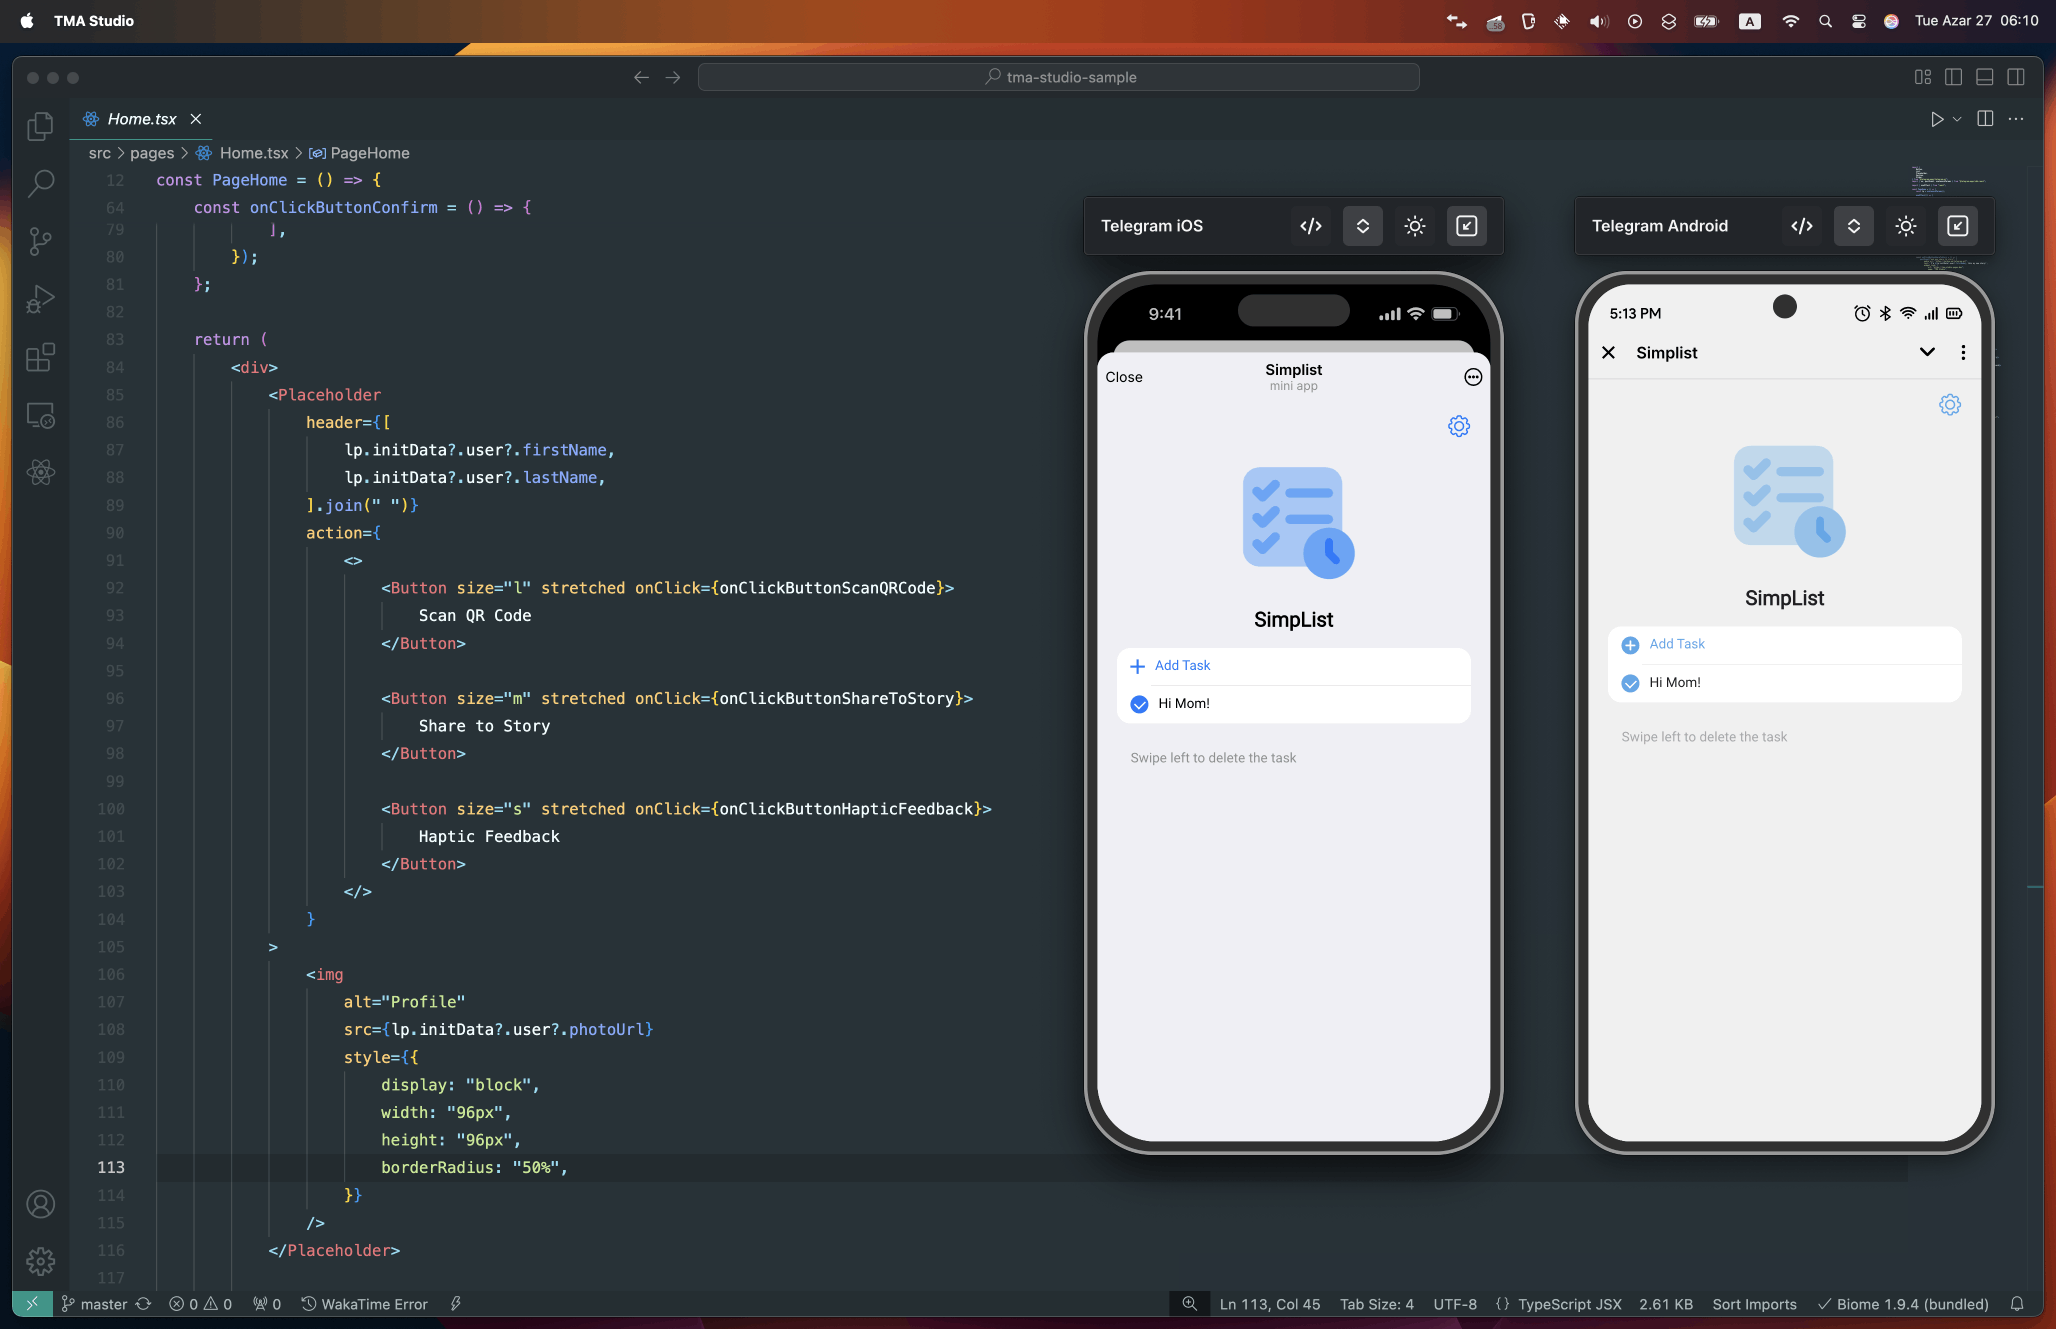 TMA Studio
A
Tue Azar 27 06:10
tma-studio-sample
Home.tsx
src > pages > Home.tsx > PageHome
12 const PageHome = () => {
64 const onClickButtonConfirm = () => {
79 ],
80 });
81 };
82
83 return (
84 <div>
85 <Placeholder
86 header={[
87 lp.initData?.user?.firstName,
88 lp.initData?.user?.lastName,
89 ].join(" ")}
90 action={
91 <>
92 <Button size="l" stretched onClick={onClickButtonScanQRCode}>
93 Scan QR Code
94 </Button>
95
96 <Button size="m" stretched onClick={onClickButtonShareToStory}>
97 Share to Story
98 </Button>
99
100 <Button size="s" stretched onClick={onClickButtonHapticFeedback}>
101 Haptic Feedback
102 </Button>
103 </>
104 }
105 >
106 <img
107 alt="Profile"
108 src={lp.initData?.user?.photoUrl}
109 style={{
110 display: "block",
111 width: "96px",
112 height: "96px",
113 borderRadius: "50%",
114 }}
115 />
116 </Placeholder>
117
Telegram iOS
9:41
Close
Simplist
mini app
SimpList
Add Task
Hi Mom!
Swipe left to delete the task
Telegram Android
5:13 PM
Simplist
SimpList
Add Task
Hi Mom!
Swipe left to delete the task
master 0 0 0 WakaTime Error
Ln 113, Col 45 Tab Size: 4 UTF-8 {} TypeScript JSX 2.61 KB Sort Imports Biome 1.9.4 (bundled)